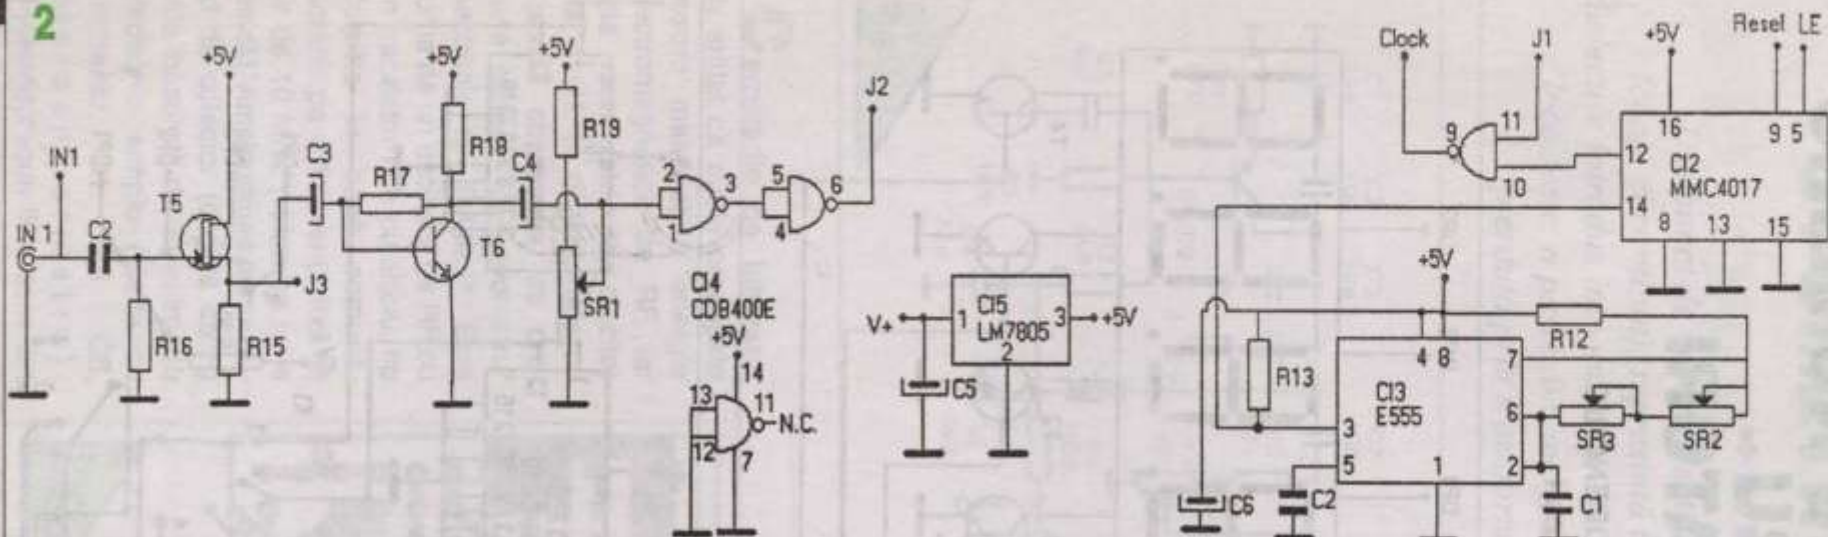 2
+5V
+5V
+5V
J2
IN1
C3
R17
R18
C4
R19
T5
IN 1
C2
2
1
3
5
4
6
T6
J3
SR1
R16
R15
CI4
CDB400E
+5V
14
13
12
11
N.C.
7
V+
1
CI5
LM7805
2
3
+5V
C5
Clock
J1
+5V
Reset LE
9
11
10
16
9 5
12
CI2
MMC4017
14
8
13
15
+5V
R12
R13
4 8
7
CI3
E555
6
3
SR3
SR2
5
1
2
C6
C2
C1